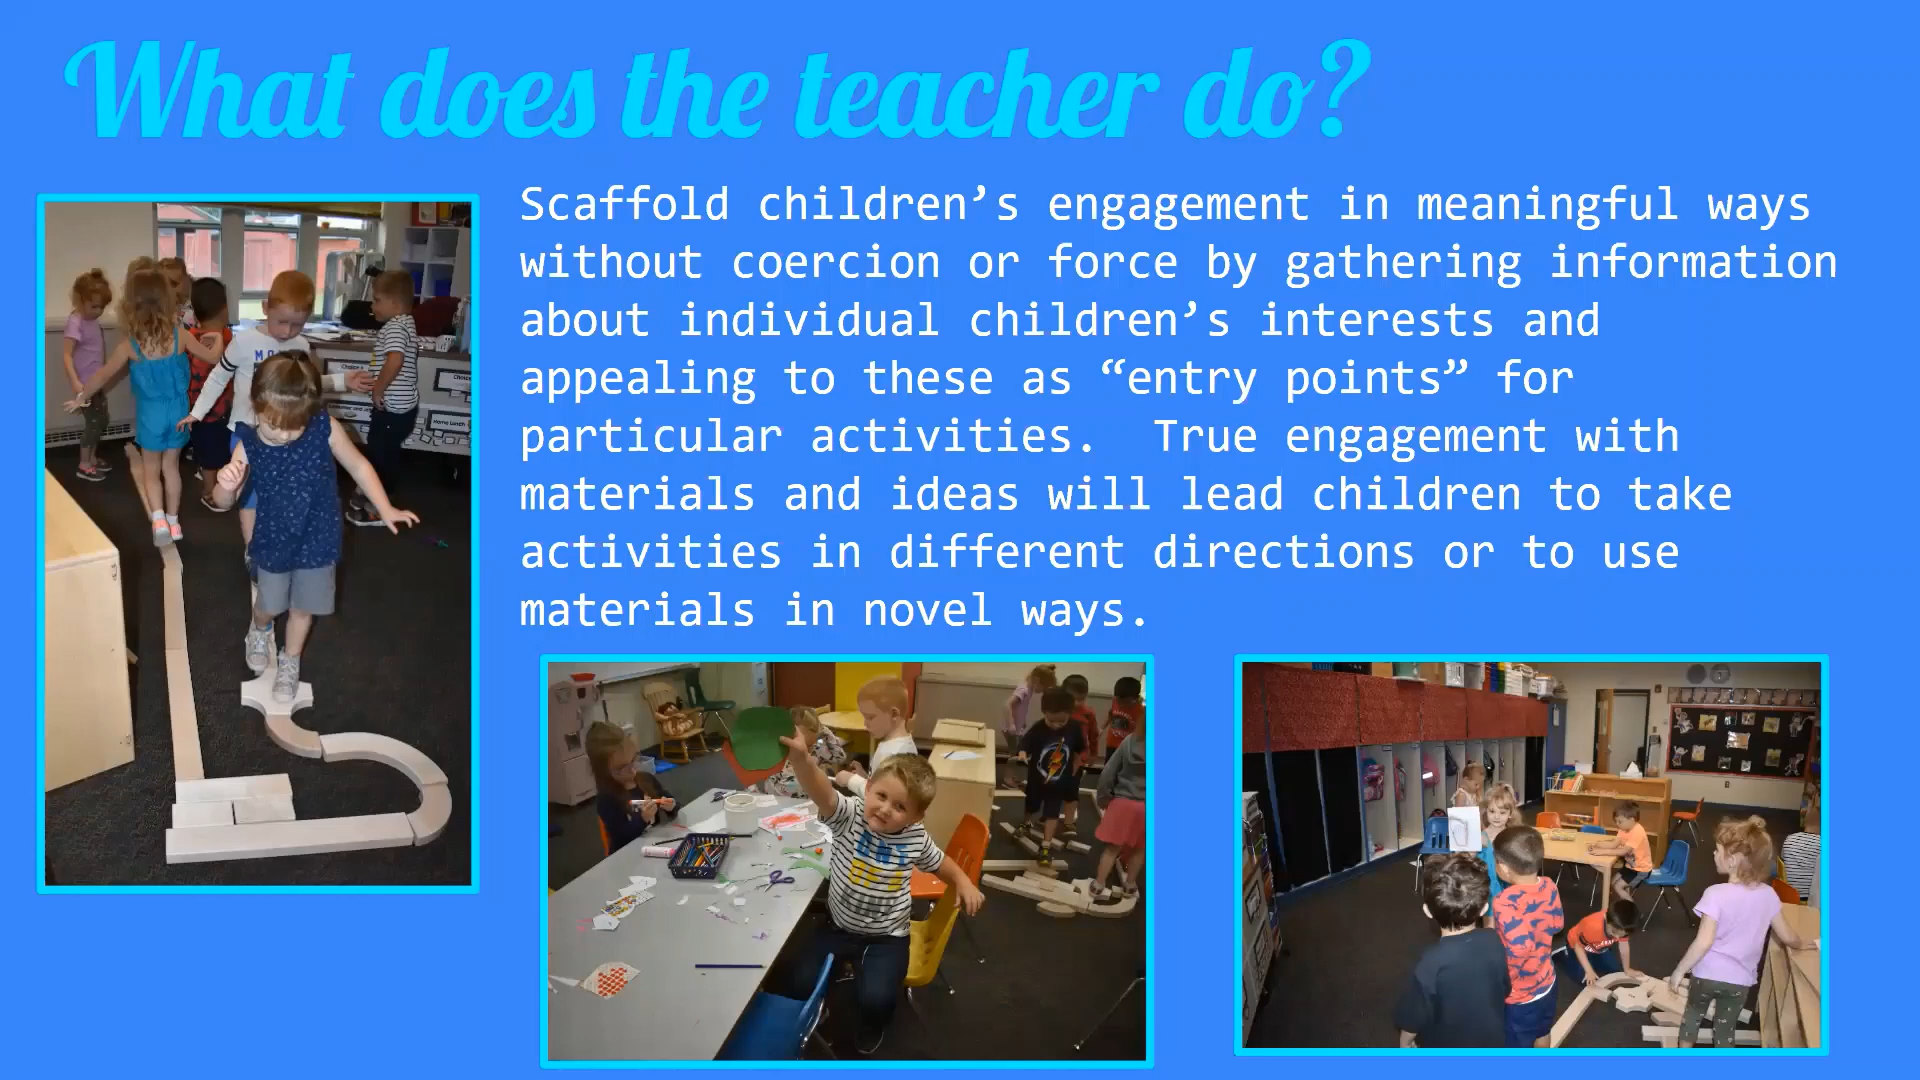 What does the teacher do?
Scaffold children’s engagement in meaningful ways
without coercion or force by gathering information
about individual children’s interests and
appealing to these as “entry points” for
particular activities.  True engagement with
materials and ideas will lead children to take
activities in different directions or to use
materials in novel ways.